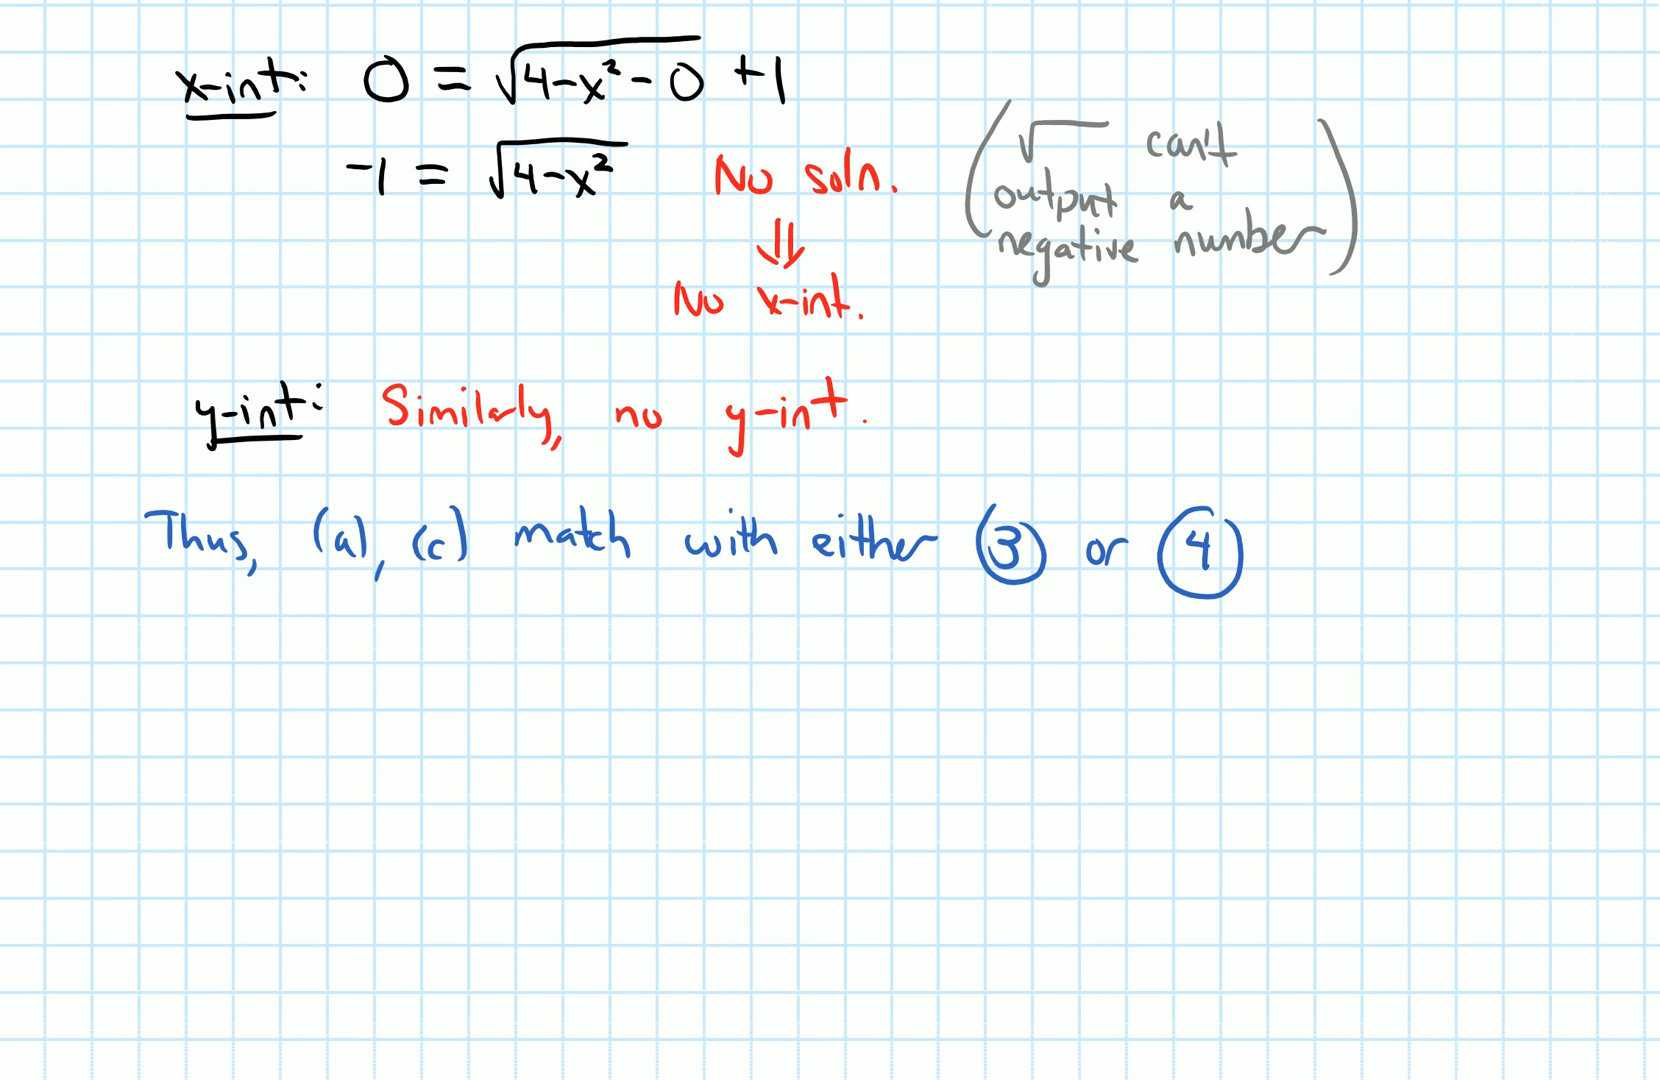 x-int: 0 = √(4-x²-0) +1
-1 = √(4-x²) No soln.
(√ can't
output a
negative number)
⇓
No x-int.
y-int: Similarly, no y-int.
Thus, (a), (c) match with either ③ or ④